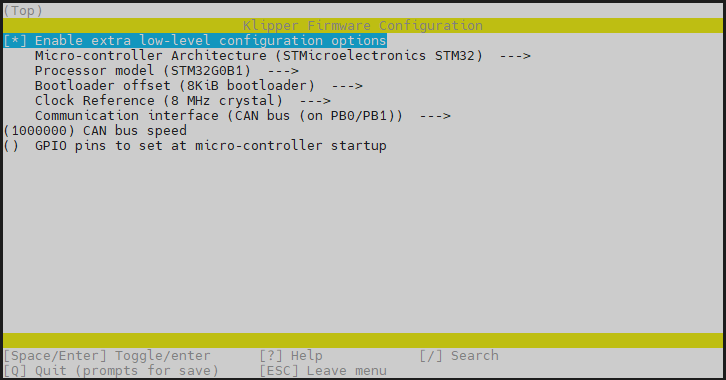 (Top)
Klipper Firmware Configuration
[*] Enable extra low-level configuration options
Micro-controller Architecture (STMicroelectronics STM32)  --->
Processor model (STM32G0B1)  --->
Bootloader offset (8KiB bootloader)  --->
Clock Reference (8 MHz crystal)  --->
Communication interface (CAN bus (on PB0/PB1))  --->
(1000000) CAN bus speed
()  GPIO pins to set at micro-controller startup
[Space/Enter] Toggle/enter      [?] Help            [/] Search
[Q] Quit (prompts for save)     [ESC] Leave menu